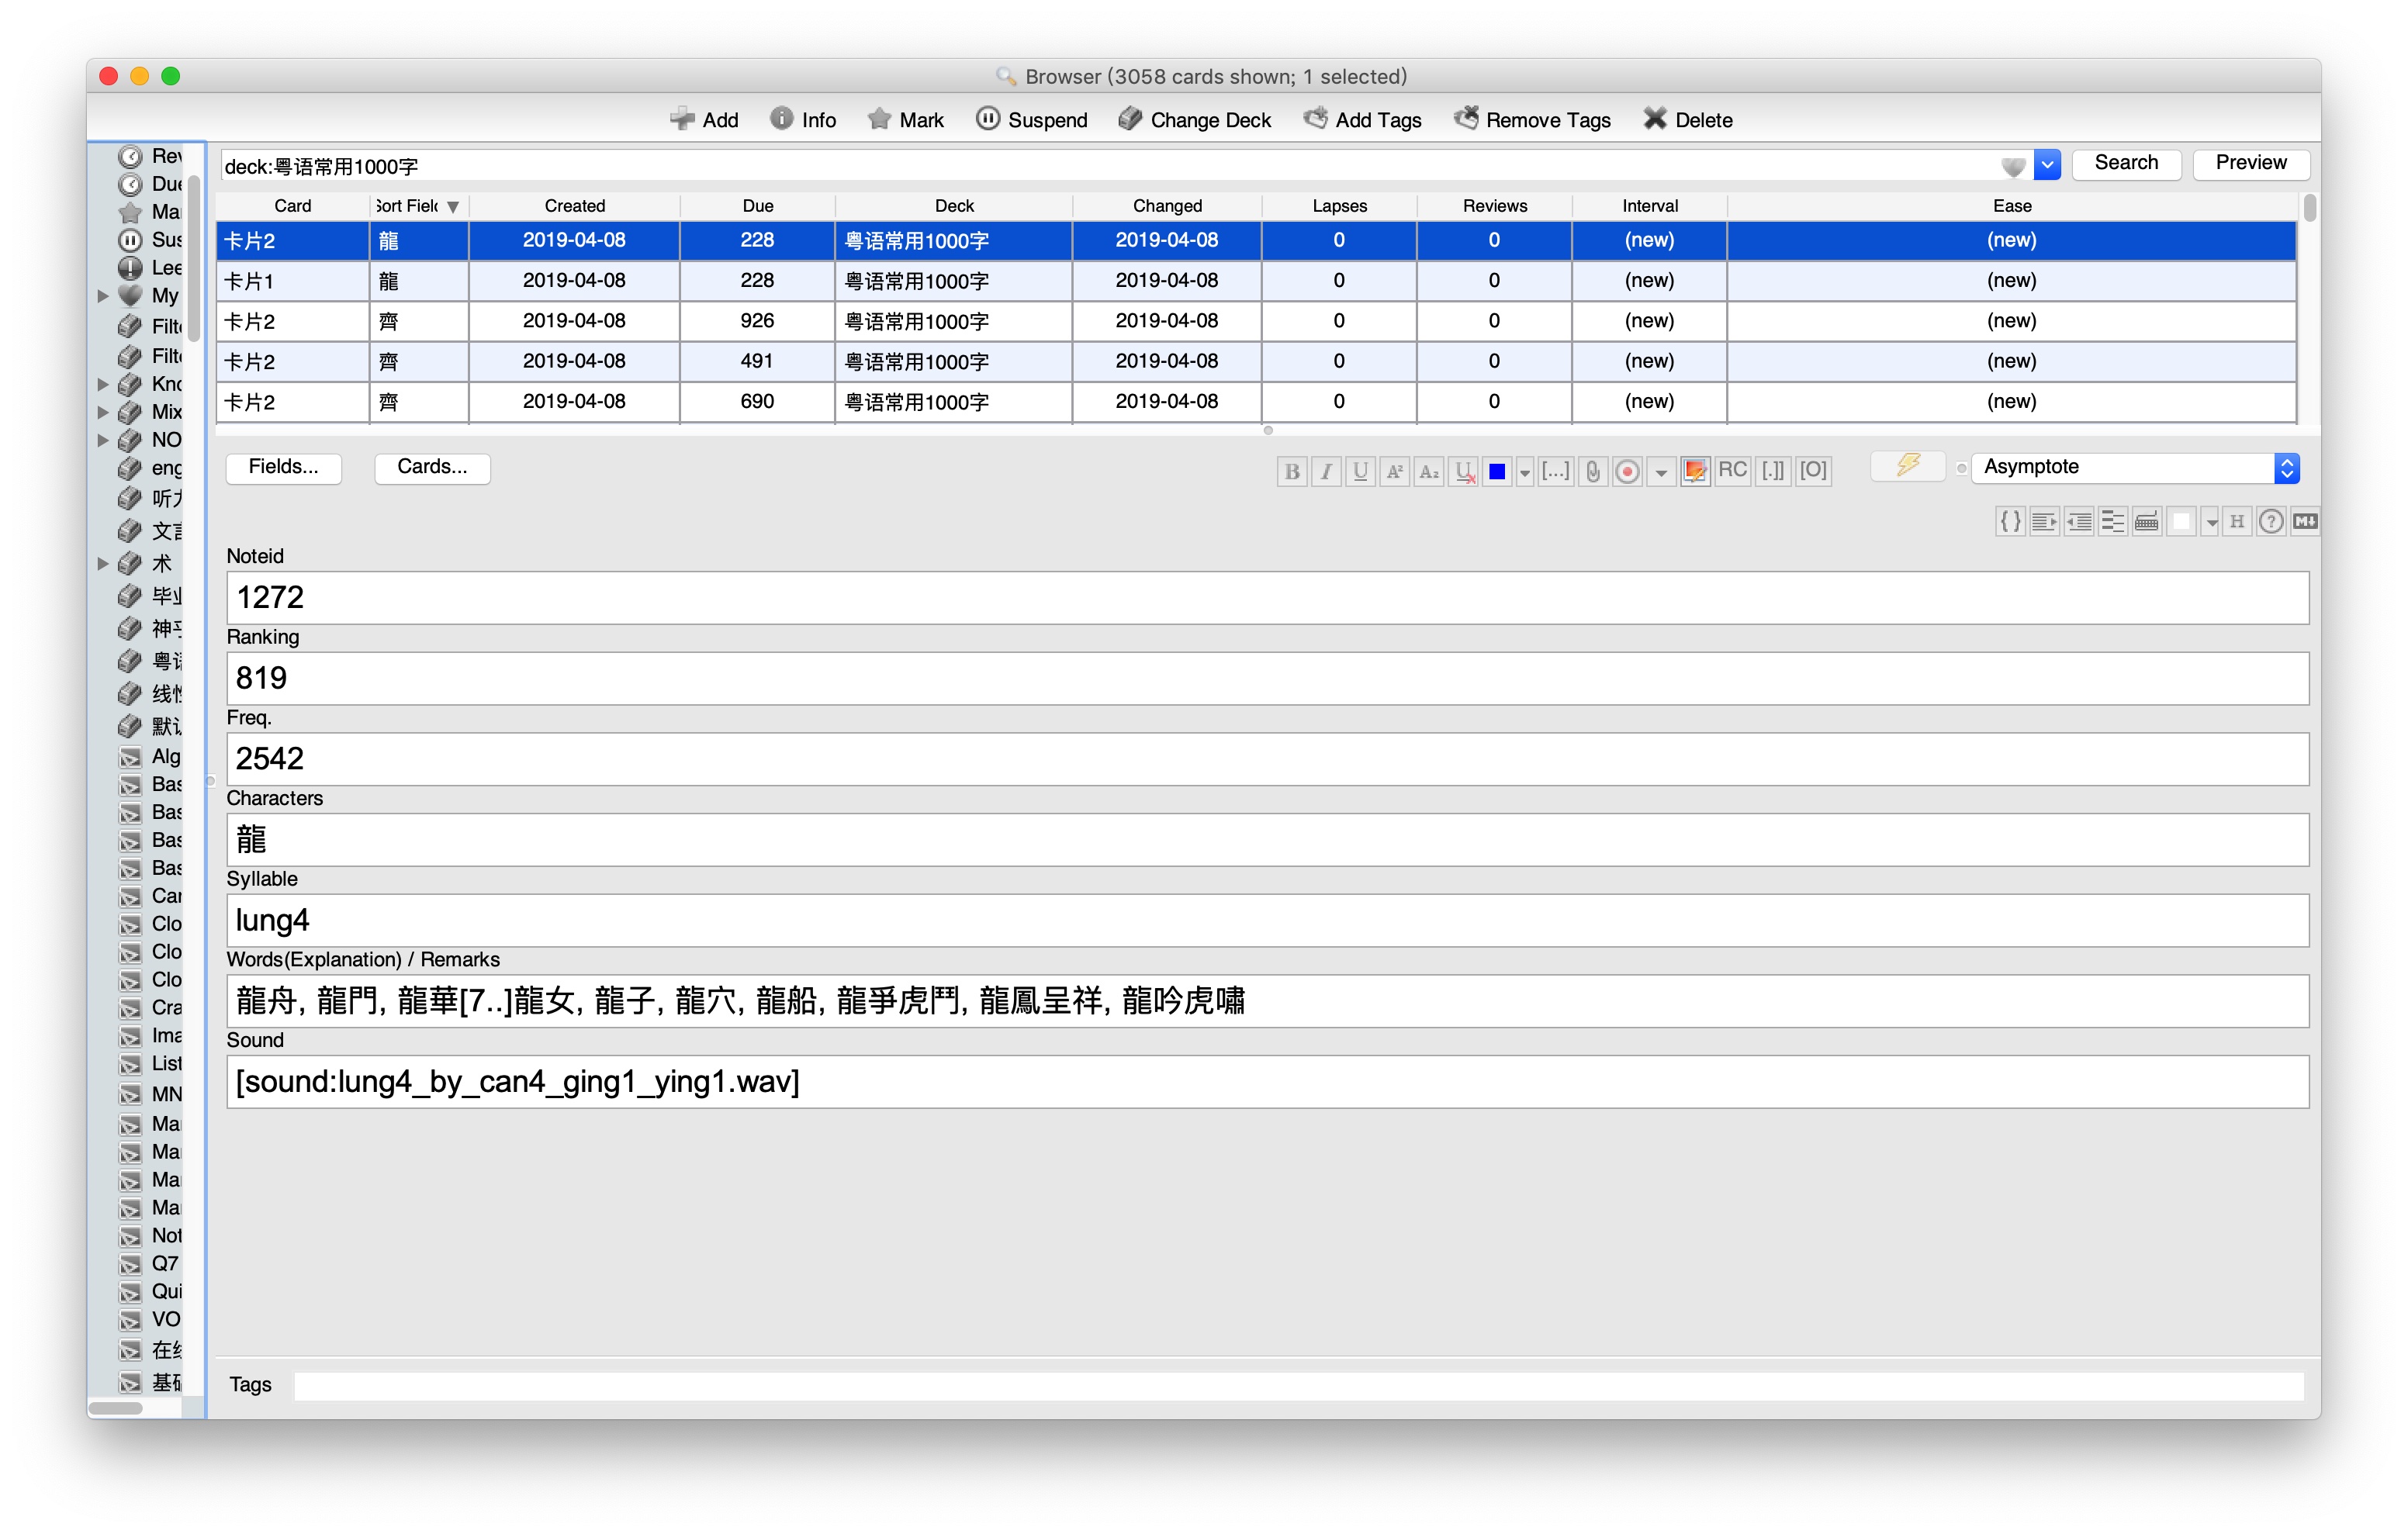 Browser (3058 cards shown; 1 selected)
Add Info Mark Suspend Change Deck Add Tags Remove Tags Delete
deck:粤语常用1000字 Search Preview
Card Sort Field Created Due Deck Changed Lapses Reviews Interval Ease
卡片2 龍 2019-04-08 228 粤语常用1000字 2019-04-08 0 0 (new) (new)
卡片1 龍 2019-04-08 228 粤语常用1000字 2019-04-08 0 0 (new) (new)
卡片2 齊 2019-04-08 926 粤语常用1000字 2019-04-08 0 0 (new) (new)
卡片2 齊 2019-04-08 491 粤语常用1000字 2019-04-08 0 0 (new) (new)
卡片2 齊 2019-04-08 690 粤语常用1000字 2019-04-08 0 0 (new) (new)
Rev
Due
Mar
Sus
Lee
My
Filte
Filte
Kno
Mix
NO
eng
听力
文言
术
毕业
神乎
粤语
线性
默认
Alg
Bas
Bas
Bas
Bas
Car
Clo
Clo
Clo
Cra
Ima
List
MN
Mar
Mar
Mar
Mar
Not
Q7
Qui
VO
在线
基础
Fields... Cards... B I U A² A₂ U [...] RC [.]] [O] Asymptote
{} H ? M↓
Noteid
1272
Ranking
819
Freq.
2542
Characters
龍
Syllable
lung4
Words(Explanation) / Remarks
龍舟, 龍門, 龍華[7..]龍女, 龍子, 龍穴, 龍船, 龍爭虎鬥, 龍鳳呈祥, 龍吟虎嘯
Sound
[sound:lung4_by_can4_ging1_ying1.wav]
Tags